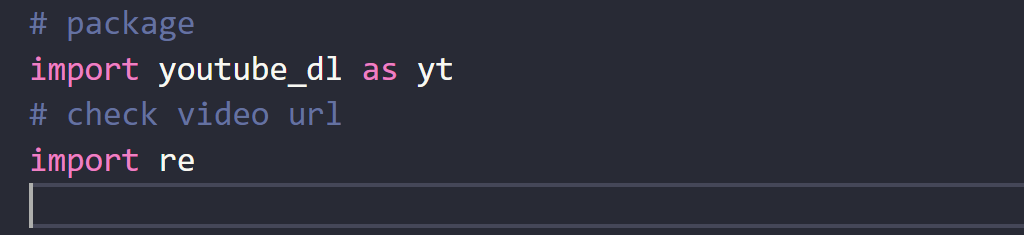 # package
import youtube_dl as yt
# check video url
import re